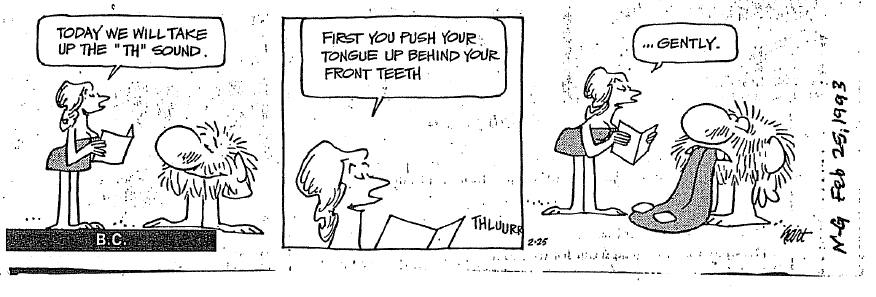 TODAY WE WILL TAKE
UP THE "TH" SOUND.
B.C.
FIRST YOU PUSH YOUR
TONGUE UP BEHIND YOUR
FRONT TEETH
THLUURR
2-25
...GENTLY.
hart
N-G Feb 25, 1993